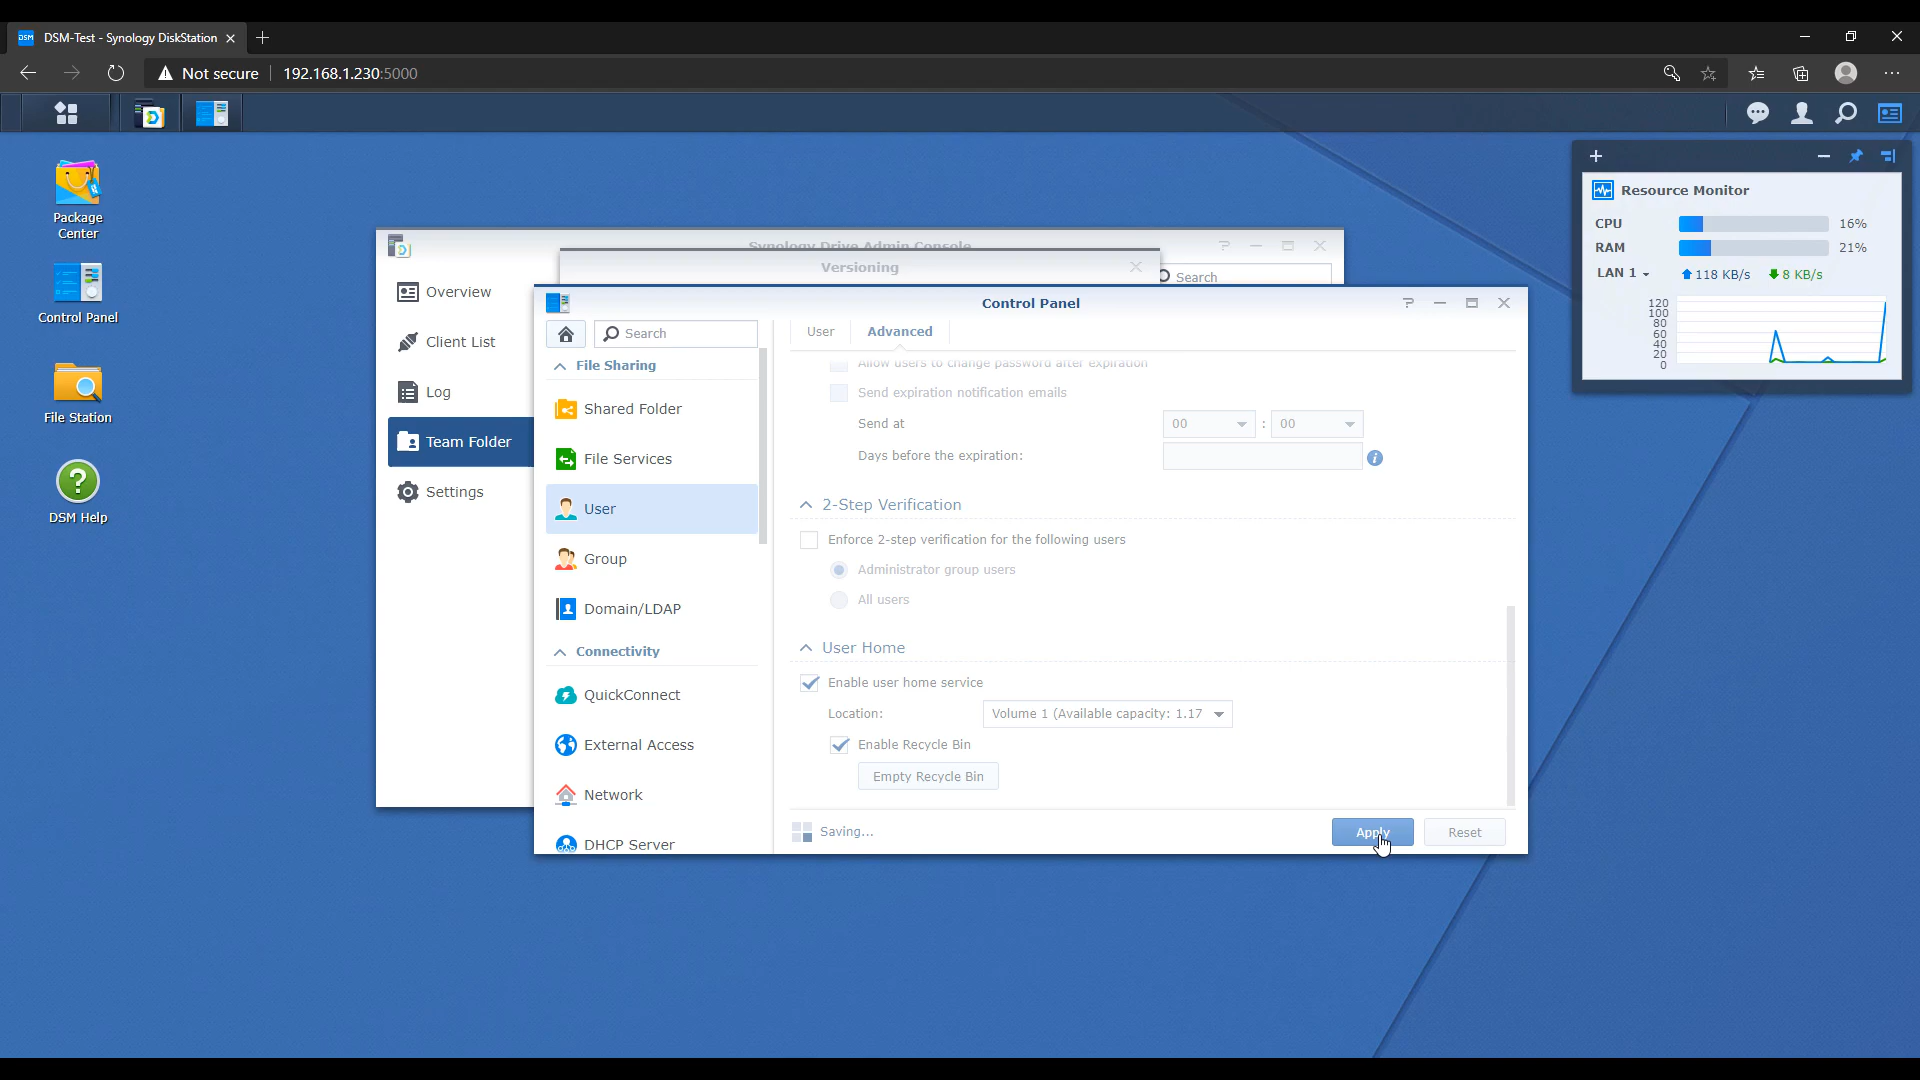 DSM-Test - Synology DiskStation
Not secure
192.168.1.230:5000
Package
Center
Control Panel
File Station
DSM Help
Synology Drive Admin Console
Search
Overview
Client List
Log
Team Folder
Settings
Versioning
Control Panel
Search
File Sharing
Shared Folder
File Services
User
Group
Domain/LDAP
Connectivity
QuickConnect
External Access
Network
DHCP Server
User
Advanced
Allow users to change password after expiration
Send expiration notification emails
Send at
00 : 00
Days before the expiration:
2-Step Verification
Enforce 2-step verification for the following users
Administrator group users
All users
User Home
Enable user home service
Location:
Volume 1 (Available capacity: 1.17
Enable Recycle Bin
Empty Recycle Bin
Saving...
Apply
Reset
Resource Monitor
CPU 16%
RAM 21%
LAN 1 118 KB/s 8 KB/s
120
100
80
60
40
20
0